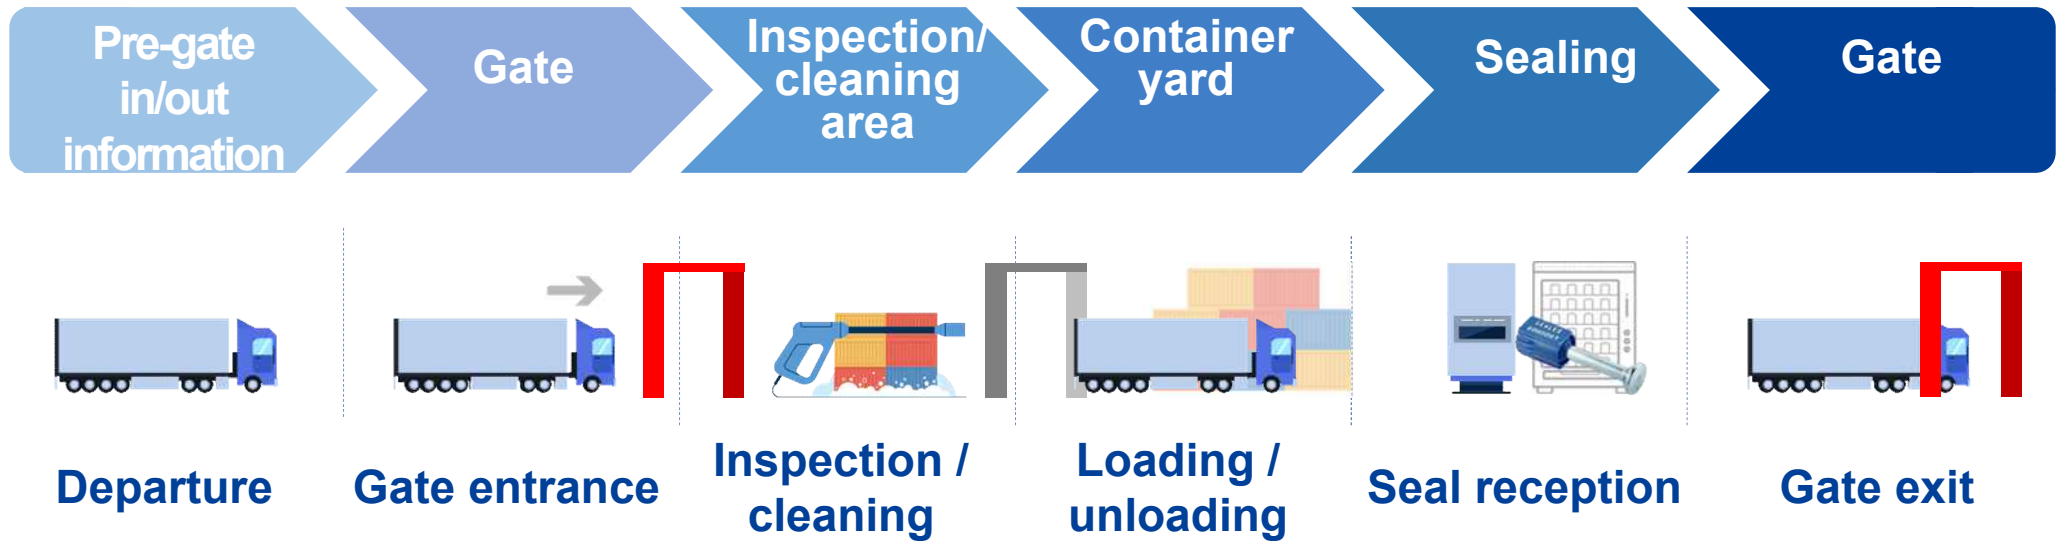 Pre-gate
in/out
information
Gate
Inspection/
cleaning
area
Container
yard
Sealing
Gate
Departure
Gate entrance
Inspection /
cleaning
Loading /
unloading
Seal reception
Gate exit